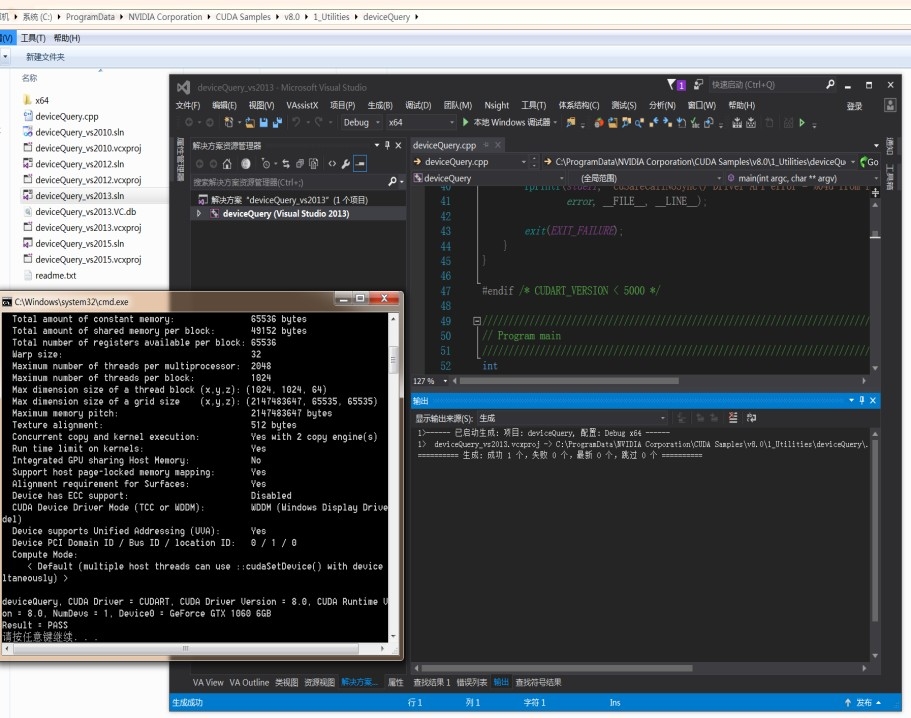 系统 (C:) ▸ ProgramData ▸ NVIDIA Corporation ▸ CUDA Samples ▸ v8.0 ▸ 1_Utilities ▸ deviceQuery ▸
(V) 工具(T) 帮助(H)
新建文件夹
名称
x64
deviceQuery.cpp
deviceQuery_vs2010.sln
deviceQuery_vs2010.vcxproj
deviceQuery_vs2012.sln
deviceQuery_vs2012.vcxproj
deviceQuery_vs2013.sln
deviceQuery_vs2013.VC.db
deviceQuery_vs2013.vcxproj
deviceQuery_vs2015.sln
deviceQuery_vs2015.vcxproj
readme.txt
deviceQuery_vs2013 - Microsoft Visual Studio
1
快速启动 (Ctrl+Q)
文件(F) 编辑(E) 视图(V) VAssistX 项目(P) 生成(B) 调试(D) 团队(M) Nsight 工具(T) 体系结构(C) 测试(S) 分析(N) 窗口(W) 帮助(H)
登录
Debug x64 本地 Windows 调试器
解决方案资源管理器
搜索解决方案资源管理器(Ctrl+;)
解决方案 "deviceQuery_vs2013" (1 个项目)
deviceQuery (Visual Studio 2013)
deviceQuery.cpp
deviceQuery.cpp C:\ProgramData\NVIDIA Corporation\CUDA Samples\v8.0\1_Utilities\deviceQu Go
deviceQuery (全局范围) main(int argc, char ** argv)
41 error, __FILE__, __LINE__);
42
43 exit(EXIT_FAILURE);
44 }
45 }
46
47 #endif /* CUDART_VERSION < 5000 */
48
49 ////////////////////////////////////////////////////////////////////////////////
50 // Program main
51 ////////////////////////////////////////////////////////////////////////////////
52 int
127 %
输出
显示输出来源(S): 生成
1>------ 已启动生成: 项目: deviceQuery, 配置: Debug x64 ------
1> deviceQuery_vs2013.vcxproj -> C:\ProgramData\NVIDIA Corporation\CUDA Samples\v8.0\1_Utilities\deviceQuery\.
========== 生成: 成功 1 个，失败 0 个，最新 0 个，跳过 0 个 ==========
C:\Windows\system32\cmd.exe
Total amount of constant memory: 65536 bytes
Total amount of shared memory per block: 49152 bytes
Total number of registers available per block: 65536
Warp size: 32
Maximum number of threads per multiprocessor: 2048
Maximum number of threads per block: 1024
Max dimension size of a thread block (x,y,z): (1024, 1024, 64)
Max dimension size of a grid size (x,y,z): (2147483647, 65535, 65535)
Maximum memory pitch: 2147483647 bytes
Texture alignment: 512 bytes
Concurrent copy and kernel execution: Yes with 2 copy engine(s)
Run time limit on kernels: Yes
Integrated GPU sharing Host Memory: No
Support host page-locked memory mapping: Yes
Alignment requirement for Surfaces: Yes
Device has ECC support: Disabled
CUDA Device Driver Mode (TCC or WDDM): WDDM (Windows Display Drive
del)
Device supports Unified Addressing (UVA): Yes
Device PCI Domain ID / Bus ID / location ID: 0 / 1 / 0
Compute Mode:
< Default (multiple host threads can use ::cudaSetDevice() with device
ltaneously) >
deviceQuery, CUDA Driver = CUDART, CUDA Driver Version = 8.0, CUDA Runtime V
on = 8.0, NumDevs = 1, Device0 = GeForce GTX 1060 6GB
Result = PASS
请按任意键继续. . .
VA View VA Outline 类视图 资源视图 解决方案... 属性 查找结果 1 错误列表 输出 查找符号结果
生成成功 行 1 列 1 字符 1 Ins 发布